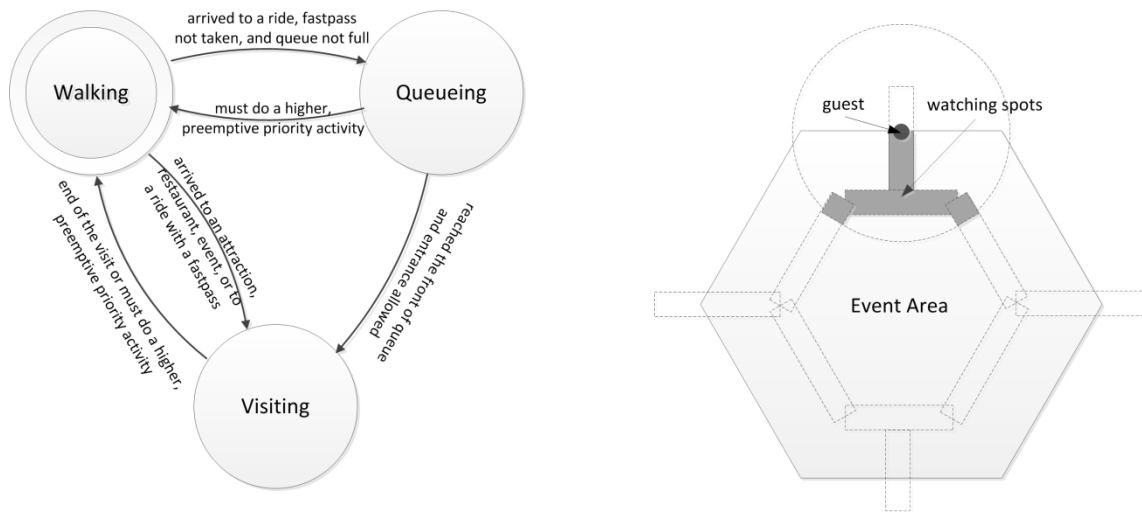 arrived to a ride, fastpass
not taken, and queue not full
Walking
Queueing
must do a higher,
preemptive priority activity
arrived to an attraction,
restaurant, event, or to
a ride with a fastpass
end of the visit or must do a higher,
preemptive priority activity
reached the front of queue
and entrance allowed
Visiting
guest
watching spots
Event Area